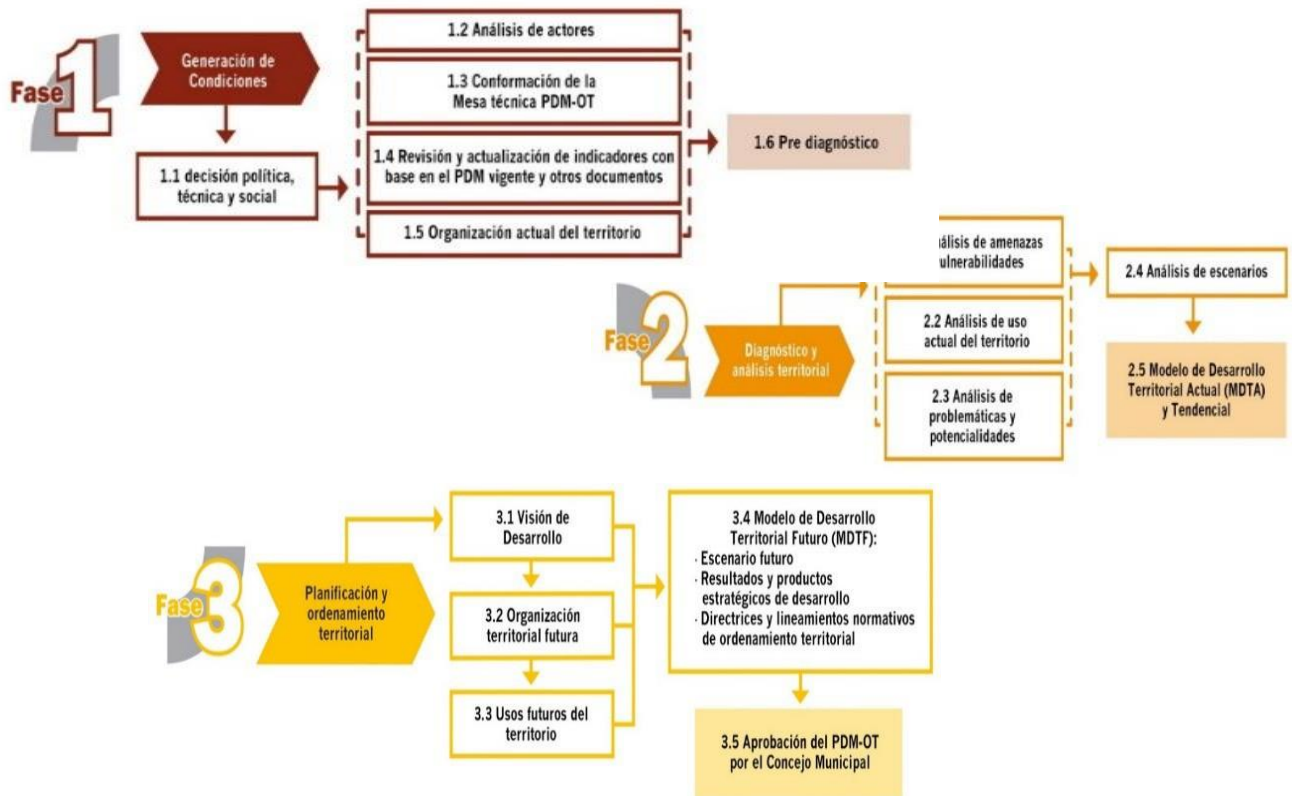 Fase 1
Generación de
Condiciones
1.1 decisión política,
técnica y social
1.2 Análisis de actores
1.3 Conformación de la
Mesa técnica PDM-OT
1.4 Revisión y actualización de indicadores con
base en el PDM vigente y otros documentos
1.5 Organización actual del territorio
1.6 Pre diagnóstico
Fase 2
Diagnóstico y
análisis territorial
de amenazas
2.2 Análisis de uso
actual del territorio
2.3 Análisis de
problemáticas y
potencialidades
2.4 Análisis de escenarios
2.5 Modelo de Desarrollo
Territorial Actual (MDTA)
y Tendencial
Fase 3
Planificación y
ordenamiento
territorial
3.1 Visión de
Desarrollo
3.2 Organización
territorial futura
3.3 Usos futuros del
territorio
3.4 Modelo de Desarrollo
Territorial Futuro (MDTF):
· Escenario futuro
· Resultados y productos
estratégicos de desarrollo
· Directrices y lineamientos normativos
de ordenamiento territorial
3.5 Aprobación del PDM-OT
por el Concejo Municipal